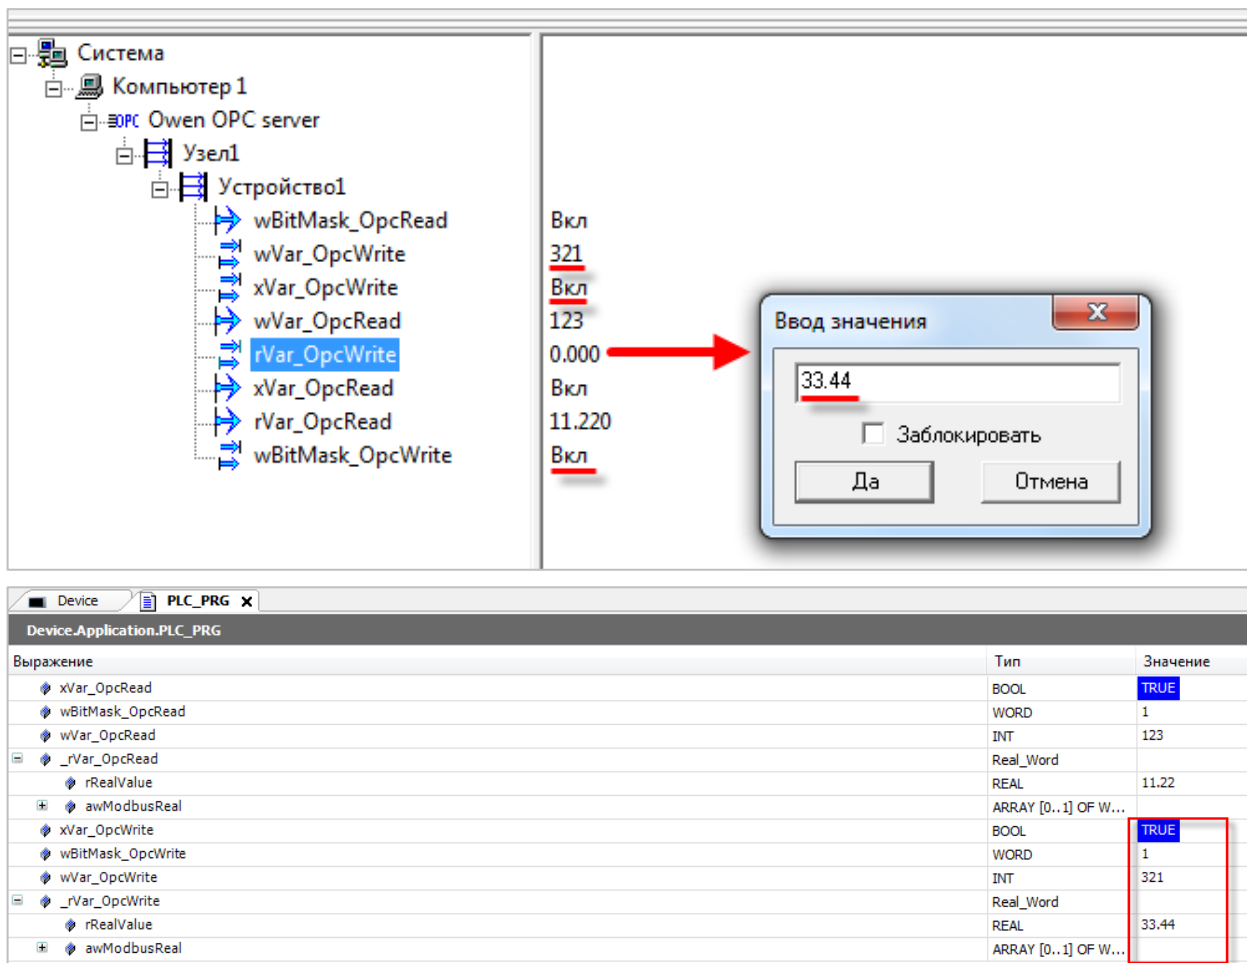 Система
Компьютер 1
OPC Owen OPC server
Узел1
Устройство1
wBitMask_OpcRead Вкл
wVar_OpcWrite 321
xVar_OpcWrite Вкл
wVar_OpcRead 123
rVar_OpcWrite 0.000
xVar_OpcRead Вкл
rVar_OpcRead 11.220
wBitMask_OpcWrite Вкл
Ввод значения
33.44
Заблокировать
Да Отмена
Device PLC_PRG
Device.Application.PLC_PRG
Выражение Тип Значение
xVar_OpcRead BOOL TRUE
wBitMask_OpcRead WORD 1
wVar_OpcRead INT 123
_rVar_OpcRead Real_Word
rRealValue REAL 11.22
awModbusReal ARRAY [0..1] OF W...
xVar_OpcWrite BOOL TRUE
wBitMask_OpcWrite WORD 1
wVar_OpcWrite INT 321
_rVar_OpcWrite Real_Word
rRealValue REAL 33.44
awModbusReal ARRAY [0..1] OF W...